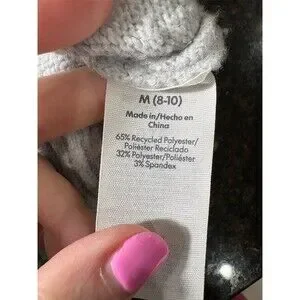 M (8-10)
Made in/Hecho en
China
65% Recycled Polyester/
Poliéster Reciclado
32% Polyester/Poliéster
3% Spandex